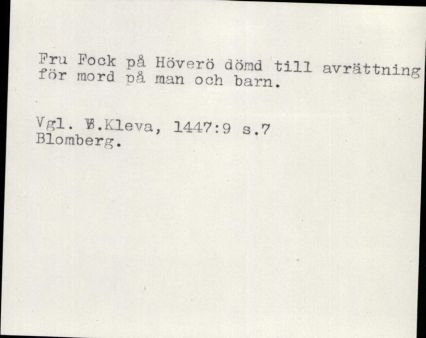 Fru Fock på Höverö dömd till avrättning
för mord på man och barn.
Vgl. V.Kleva, 1447:9 s.7
Blomberg.